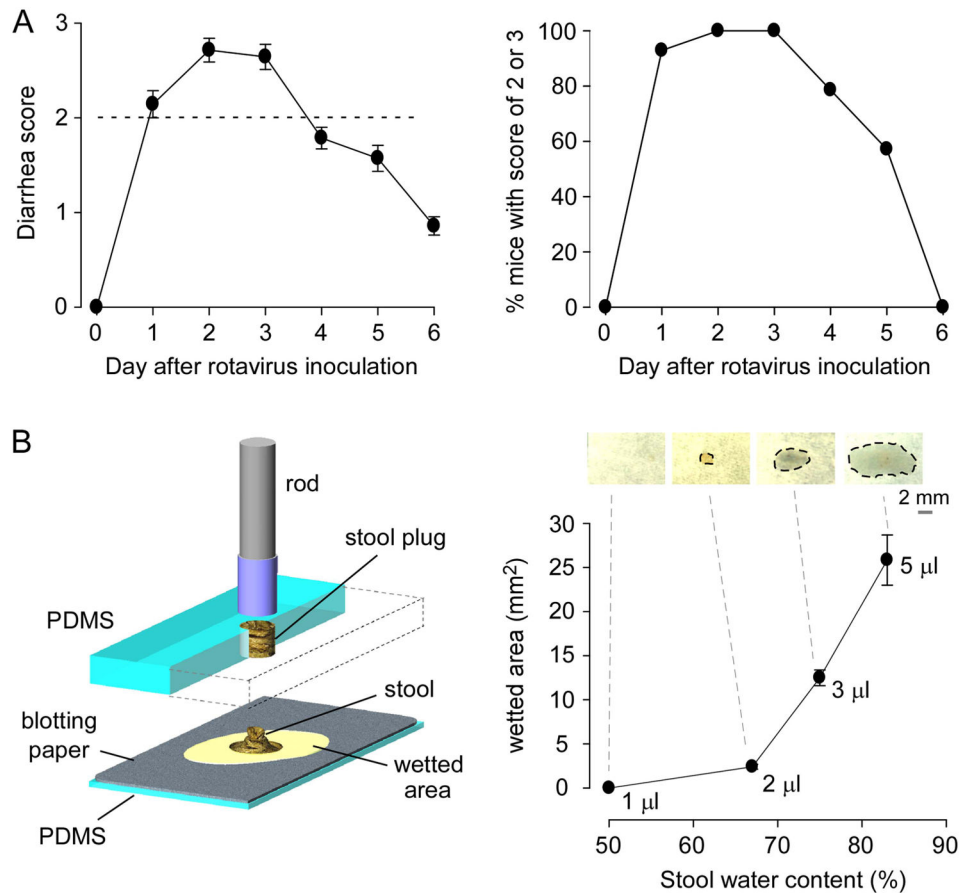 A
3
2
1
0
Diarrhea score
0 1 2 3 4 5 6
Day after rotavirus inoculation
100
80
60
40
20
0
% mice with score of 2 or 3
0 1 2 3 4 5 6
Day after rotavirus inoculation
B
rod
stool plug
PDMS
stool
blotting
paper
wetted
area
PDMS
2 mm
30
25
20
15
10
5
0
wetted area (mm²)
5 μl
3 μl
2 μl
1 μl
50 60 70 80 90
Stool water content (%)